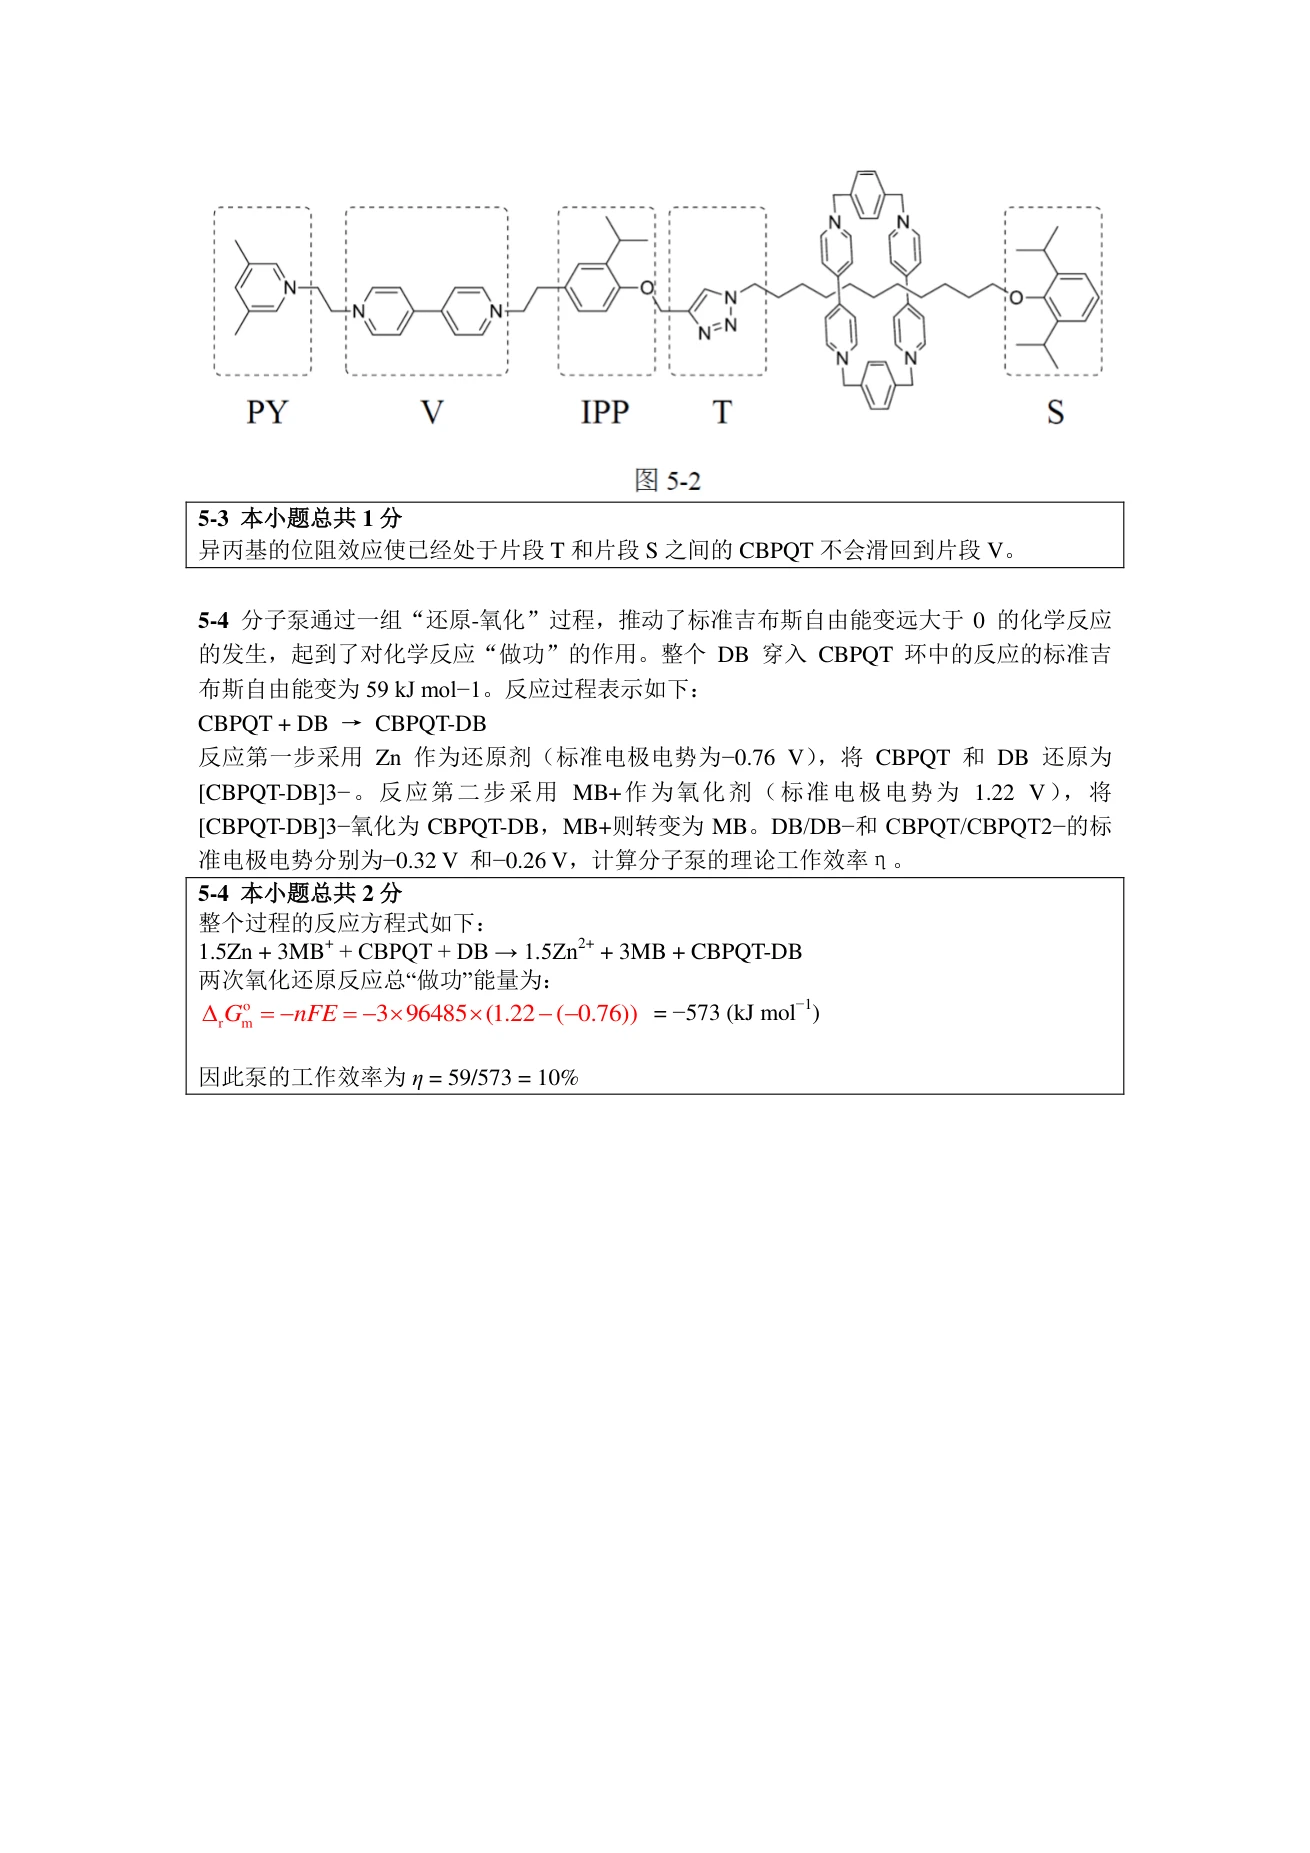 N
N
N
O
N
N=N
N
N
N
N
O
PY
V
IPP
T
S
图 5-2
5-3 本小题总共 1 分
异丙基的位阻效应使已经处于片段 T 和片段 S 之间的 CBPQT 不会滑回到片段 V。
5-4 分子泵通过一组“还原-氧化”过程，推动了标准吉布斯自由能变远大于 0 的化学反应
的发生，起到了对化学反应“做功”的作用。整个 DB 穿入 CBPQT 环中的反应的标准吉
布斯自由能变为 59 kJ mol−1。反应过程表示如下：
CBPQT + DB → CBPQT-DB
反应第一步采用 Zn 作为还原剂（标准电极电势为−0.76 V），将 CBPQT 和 DB 还原为
[CBPQT-DB]3−。反应第二步采用 MB+作为氧化剂（标准电极电势为 1.22 V），将
[CBPQT-DB]3−氧化为 CBPQT-DB，MB+则转变为 MB。DB/DB−和 CBPQT/CBPQT2−的标
准电极电势分别为−0.32 V 和−0.26 V，计算分子泵的理论工作效率η。
5-4 本小题总共 2 分
整个过程的反应方程式如下：
1.5Zn + 3MB⁺ + CBPQT + DB → 1.5Zn²⁺ + 3MB + CBPQT-DB
两次氧化还原反应总“做功”能量为：
ΔᵣG°ₘ = −nFE = −3×96485×(1.22−(−0.76)) = −573 (kJ mol⁻¹)
因此泵的工作效率为 η = 59/573 = 10%